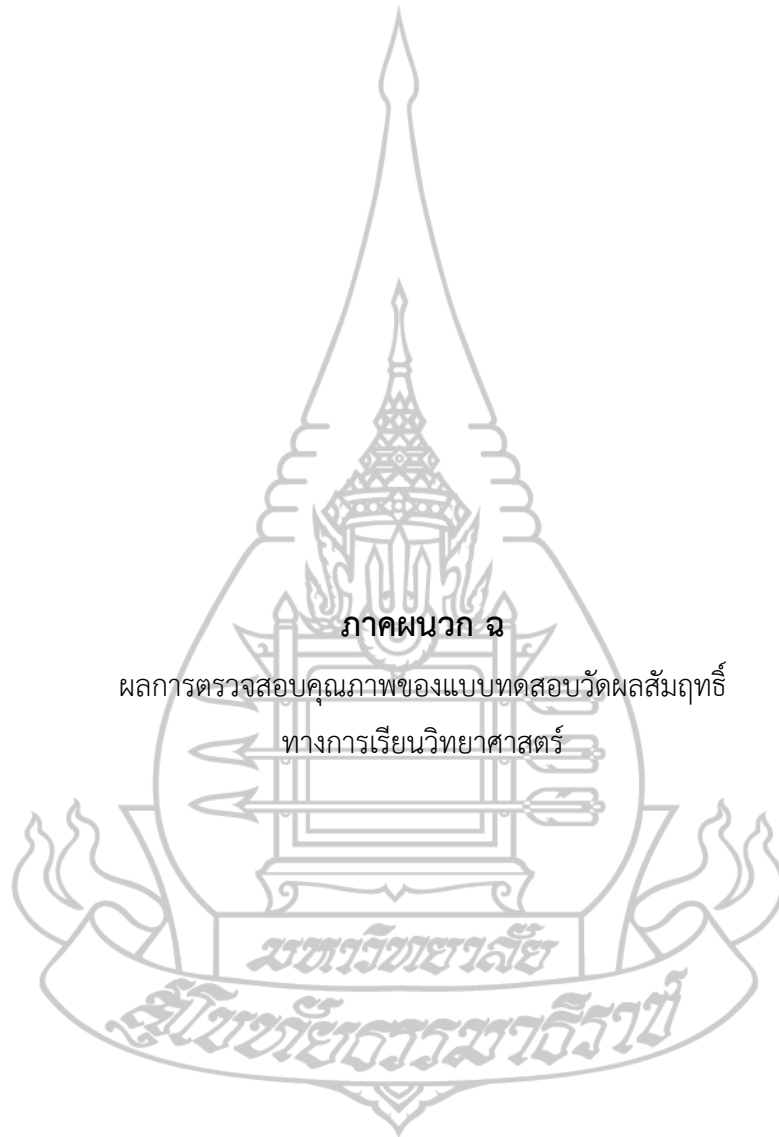 ภาคผนวก ฉ
ผลการตรวจสอบคุณภาพของแบบทดสอบวัดผลสัมฤทธิ์
ทางการเรียนวิทยาศาสตร์
มหาวิทยาลัย
สุโขทัยธรรมาธิราช